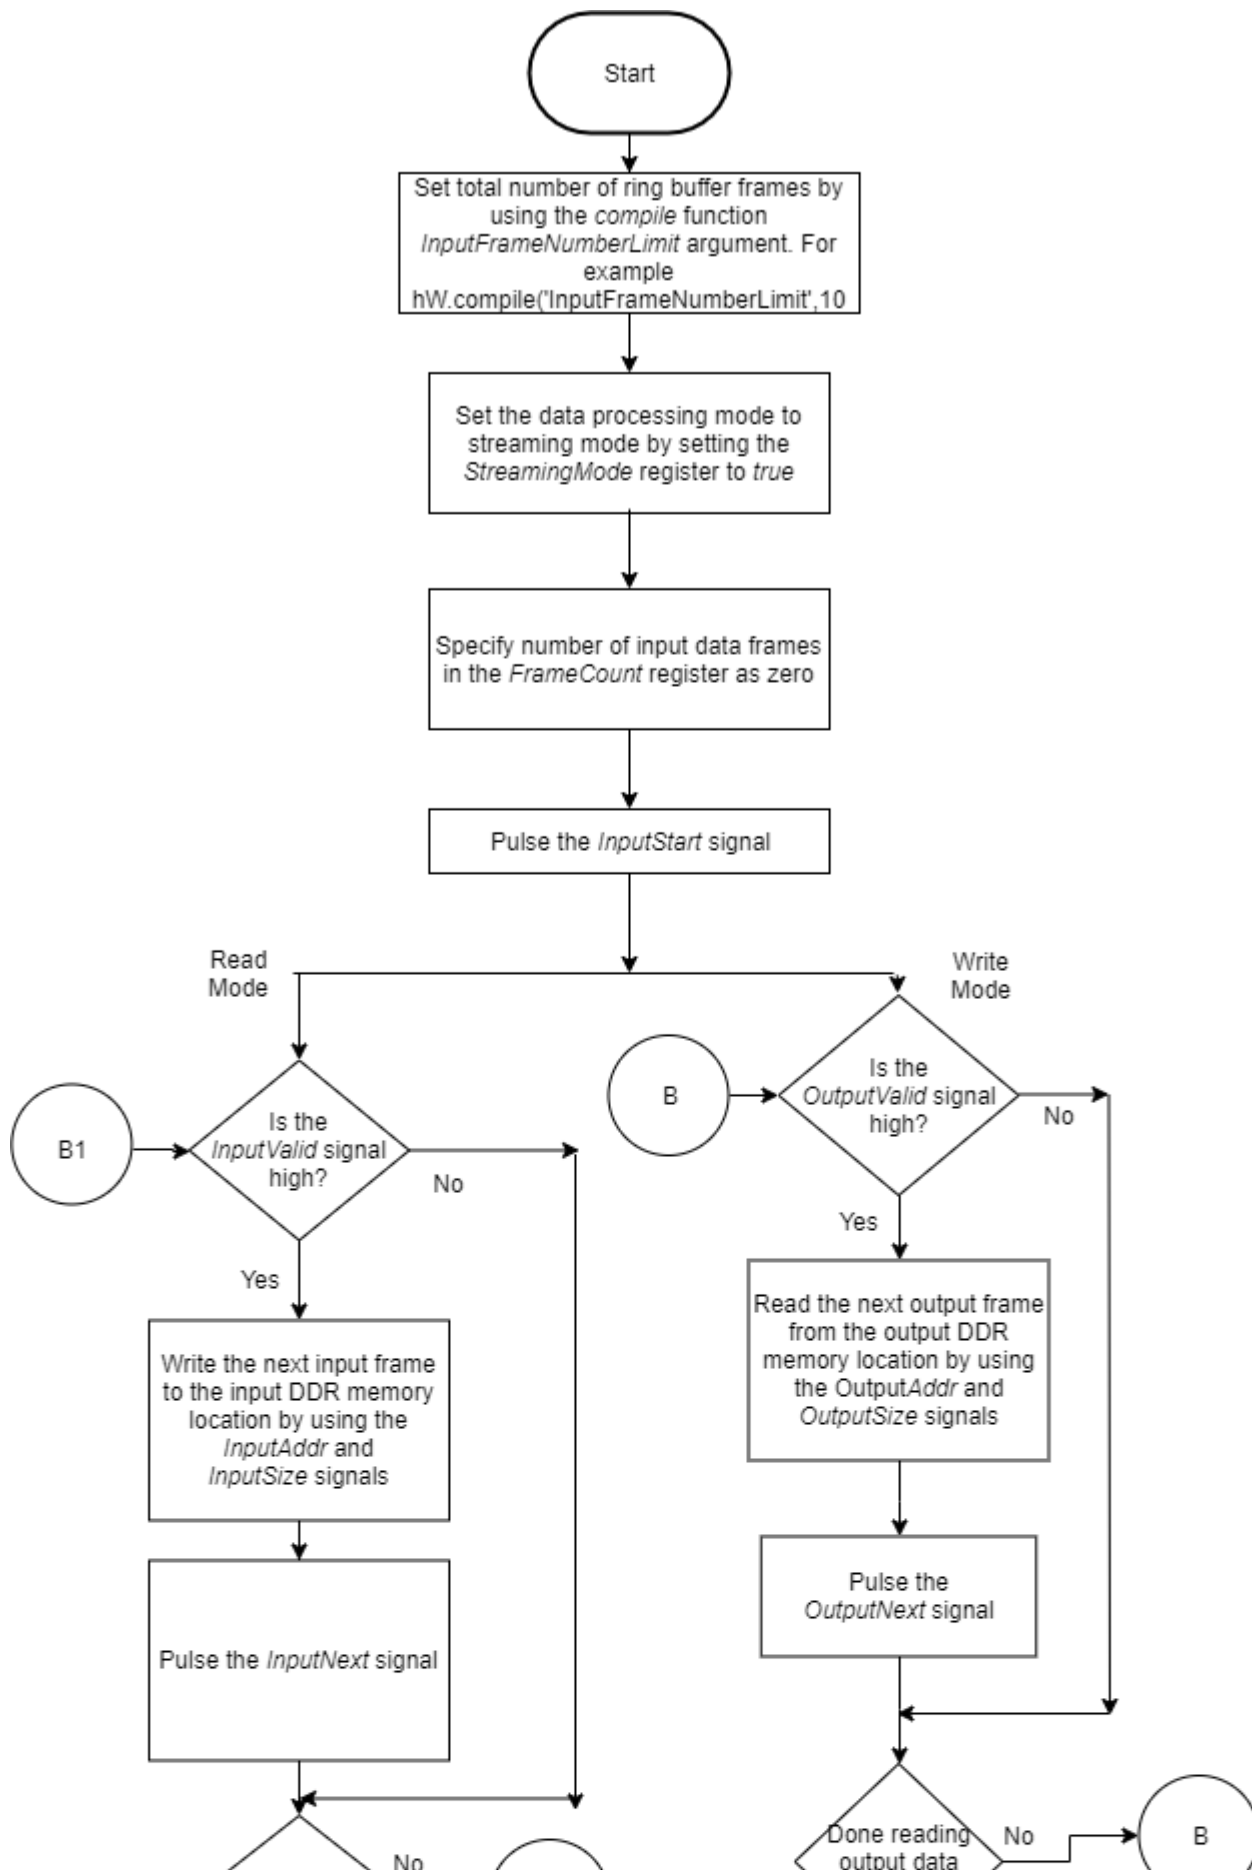 Start
Set total number of ring buffer frames by
using the compile function
InputFrameNumberLimit argument. For
example
hW.compile('InputFrameNumberLimit',10
Set the data processing mode to
streaming mode by setting the
StreamingMode register to true
Specify number of input data frames
in the FrameCount register as zero
Pulse the InputStart signal
Read
Mode
Write
Mode
B1
Is the
InputValid signal
high?
No
Yes
Write the next input frame
to the input DDR memory
location by using the
InputAddr and
InputSize signals
Pulse the InputNext signal
No
B
Is the
OutputValid signal
high?
No
Yes
Read the next output frame
from the output DDR
memory location by using
the OutputAddr and
OutputSize signals
Pulse the
OutputNext signal
Done reading
output data
No
B